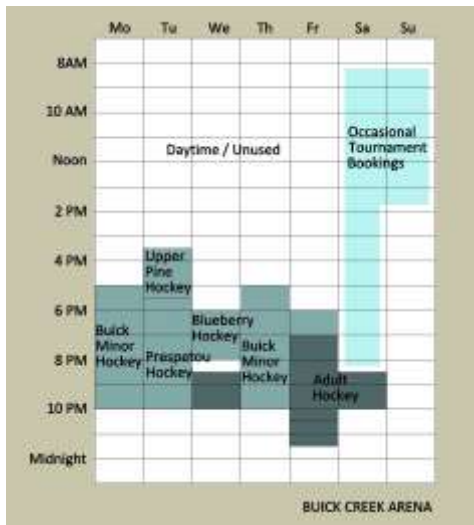 Mo Tu We Th Fr Sa Su
8AM
10 AM
Noon
2 PM
4 PM
6 PM
8 PM
10 PM
Midnight
Daytime / Unused
Occasional
Tournament
Bookings
Upper
Pine
Hockey
Buick
Minor
Hockey
Prespatou
Hockey
Blueberry
Hockey
Buick
Minor
Hockey
Adult
Hockey
BUICK CREEK ARENA